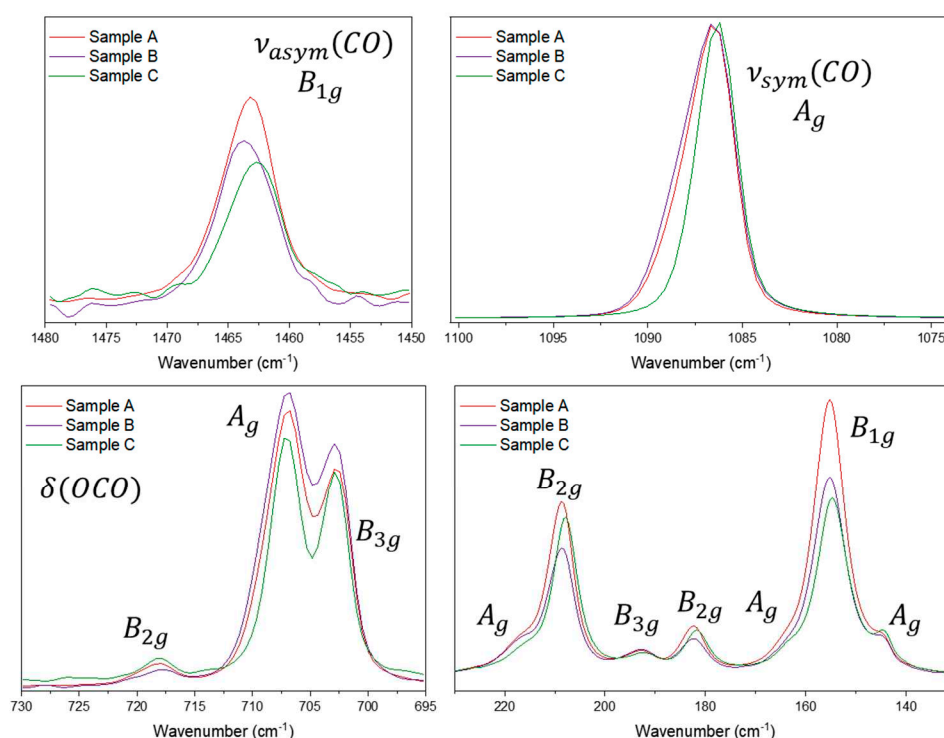 Sample A
Sample B
Sample C
νasym(CO)
B1g
1480 1475 1470 1465 1460 1455 1450
Wavenumber (cm-1)
Sample A
Sample B
Sample C
νsym(CO)
Ag
1100 1095 1090 1085 1080 1075
Wavenumber (cm-1)
Sample A
Sample B
Sample C
δ(OCO)
Ag
B3g
B2g
730 725 720 715 710 705 700 695
Wavenumber (cm-1)
Sample A
Sample B
Sample C
B1g
B2g
Ag
B3g
B2g
Ag
Ag
220 200 180 160 140
Wavenumber (cm-1)